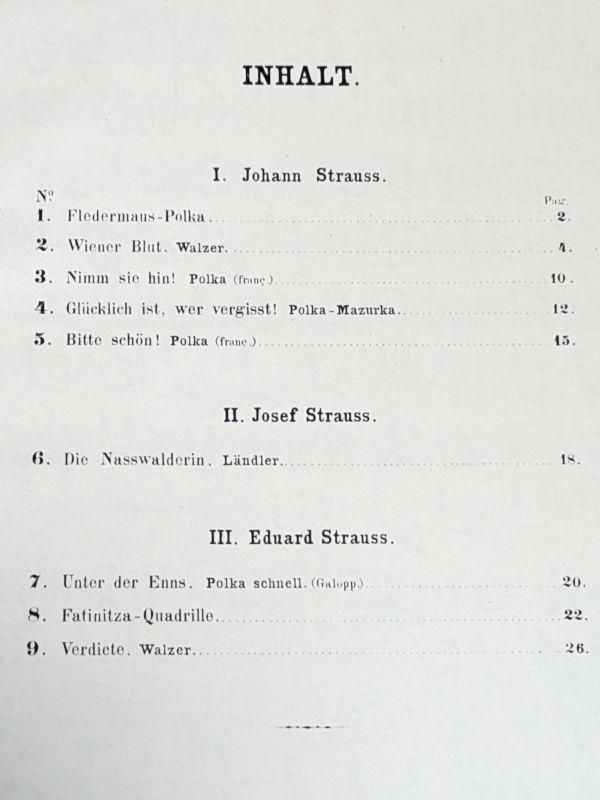 INHALT.
I. Johann Strauss.
Nº Pag.
1. Fledermaus-Polka. 2.
2. Wiener Blut. Walzer. 4.
3. Nimm sie hin! Polka (franç.) 10.
4. Glücklich ist, wer vergisst! Polka-Mazurka. 12.
5. Bitte schön! Polka (franç.) 15.
II. Josef Strauss.
6. Die Nasswalderin. Ländler. 18.
III. Eduard Strauss.
7. Unter der Enns. Polka schnell. (Galopp.) 20.
8. Fatinitza-Quadrille. 22.
9. Verdicte. Walzer. 26.